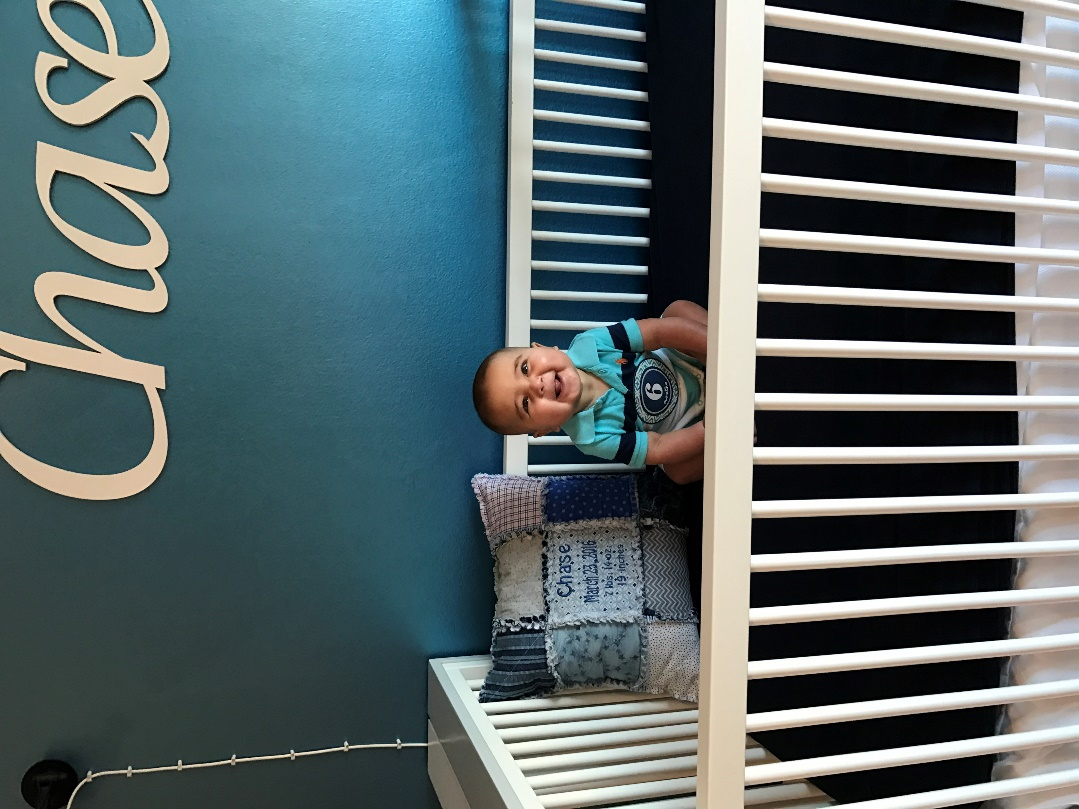 Chase
Chase
March 23, 2016
7 lbs. 14 oz.
19 inches
6